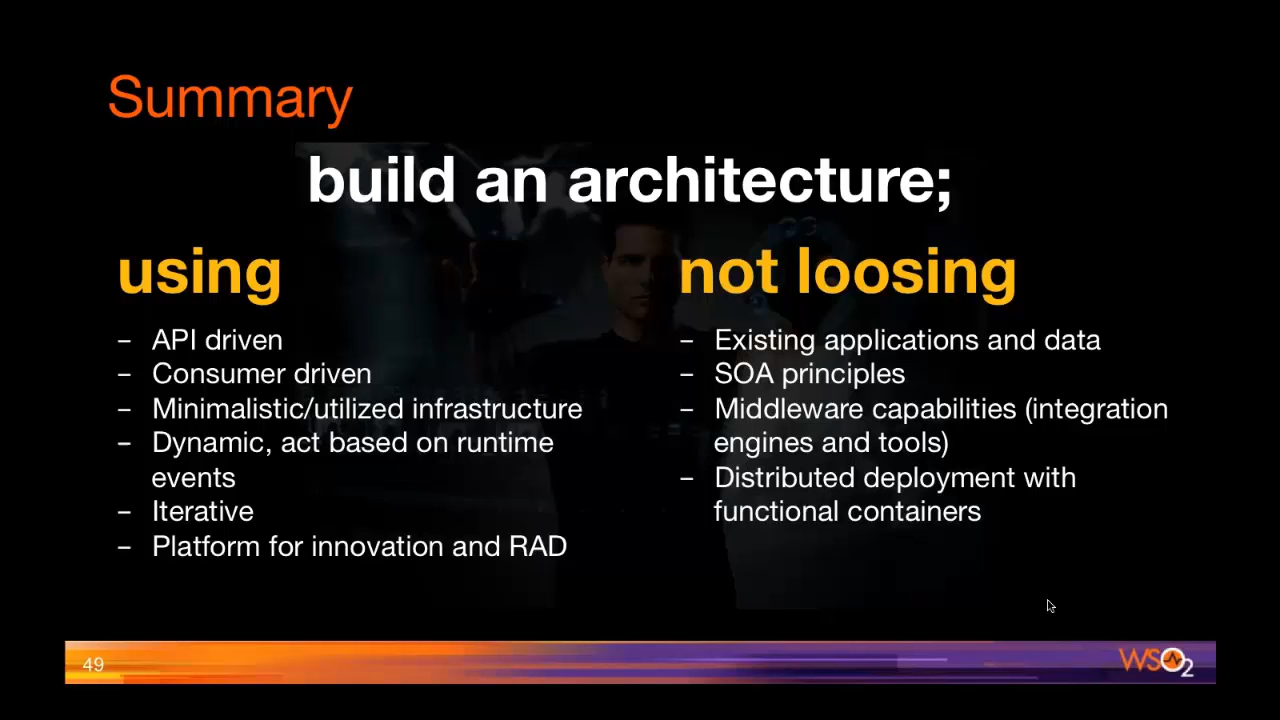 Summary
build an architecture;
using
– API driven
– Consumer driven
– Minimalistic/utilized infrastructure
– Dynamic, act based on runtime
events
– Iterative
– Platform for innovation and RAD
not loosing
– Existing applications and data
– SOA principles
– Middleware capabilities (integration
engines and tools)
– Distributed deployment with
functional containers
49
WSO2